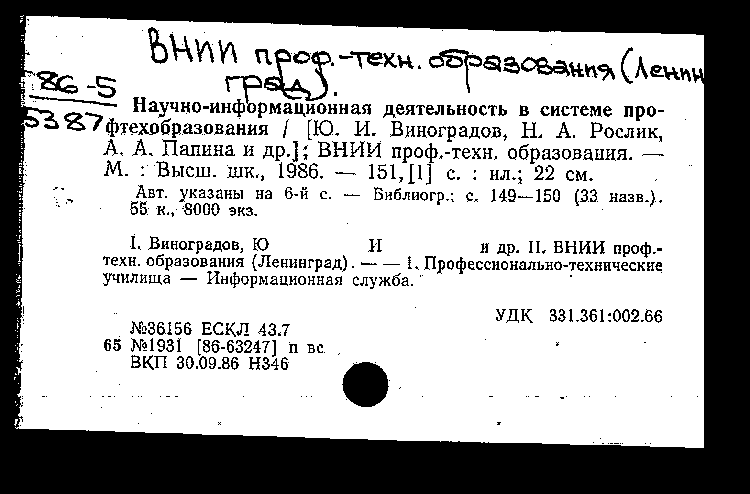 ВНИИ проф.-техн. образования (Ленин
град).
86-5
5387
Научно-информационная деятельность в системе про-
фтехобразования / [Ю. И. Виноградов, Н. А. Рослик,
А. А. Папина и др.]; ВНИИ проф.-техн. образования. —
М. : Высш. шк., 1986. — 151,[1] с. : ил.; 22 см.
Авт. указаны на 6-й с. — Библиогр.: с. 149—150 (33 назв.).
55 к., 8000 экз.
I. Виноградов, Ю И и др. II. ВНИИ проф.-
техн. образования (Ленинград). — — 1. Профессионально-технические
училища — Информационная служба.
УДК 331.361:002.66
№36156 ЕСКЛ 43.7
65 №1931 [86-63247] п вс
ВКП 30.09.86 Н346